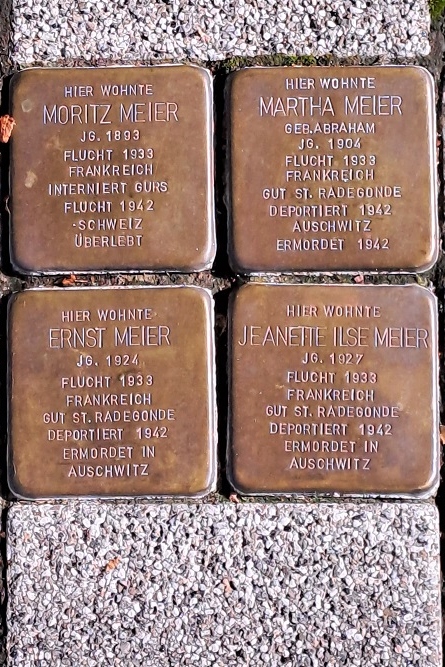 HIER WOHNTE
MORITZ MEIER
JG. 1893
FLUCHT 1933
FRANKREICH
INTERNIERT GURS
FLUCHT 1942
SCHWEIZ
ÜBERLEBT
HIER WOHNTE
MARTHA MEIER
GEB.ABRAHAM
JG. 1904
FLUCHT 1933
FRANKREICH
GUT ST. RADEGONDE
DEPORTIERT 1942
AUSCHWITZ
ERMORDET 1942
HIER WOHNTE
ERNST MEIER
JG. 1924
FLUCHT 1933
FRANKREICH
GUT ST. RADEGONDE
DEPORTIERT 1942
ERMORDET IN
AUSCHWITZ
HIER WOHNTE
JEANETTE ILSE MEIER
JG. 1927
FLUCHT 1933
FRANKREICH
GUT ST. RADEGONDE
DEPORTIERT 1942
ERMORDET IN
AUSCHWITZ